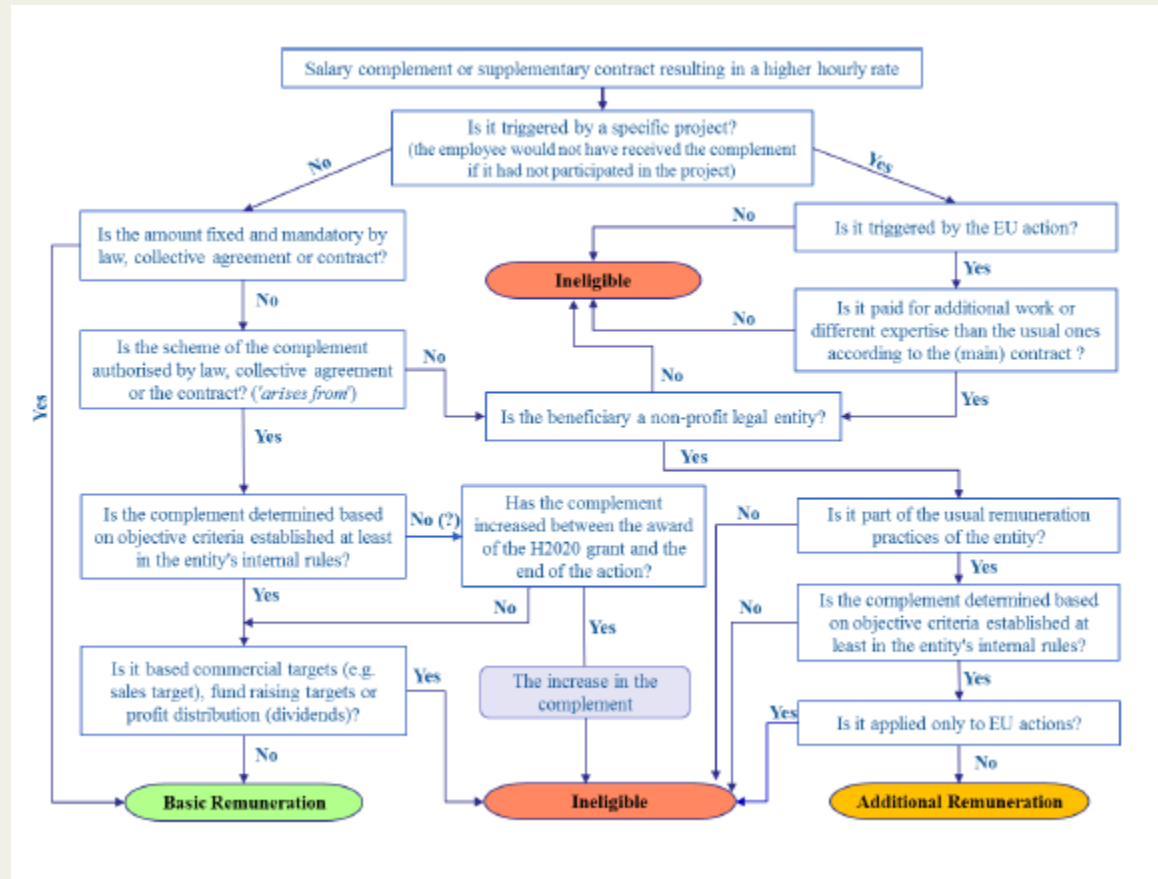 Salary complement or supplementary contract resulting in a higher hourly rate
Is it triggered by a specific project?
(the employee would not have received the complement
if it had not participated in the project)
No
Yes
Is the amount fixed and mandatory by
law, collective agreement or contract?
No
Is it triggered by the EU action?
Ineligible
Yes
No
Is it paid for additional work or
different expertise than the usual ones
according to the (main) contract ?
No
Is the scheme of the complement
authorised by law, collective agreement
or the contract? ('arises from')
No
No
Yes
Yes
Is the beneficiary a non-profit legal entity?
Yes
Yes
Is the complement determined based
on objective criteria established at least
in the entity's internal rules?
No (?)
Has the complement
increased between the award
of the H2020 grant and the
end of the action?
No
Is it part of the usual remuneration
practices of the entity?
Yes
Yes
No
Yes
No
Is the complement determined based
on objective criteria established at
least in the entity's internal rules?
Is it based commercial targets (e.g.
sales target), fund raising targets or
profit distribution (dividends)?
Yes
The increase in the
complement
Yes
Yes
Is it applied only to EU actions?
No
No
Basic Remuneration
Ineligible
Additional Remuneration